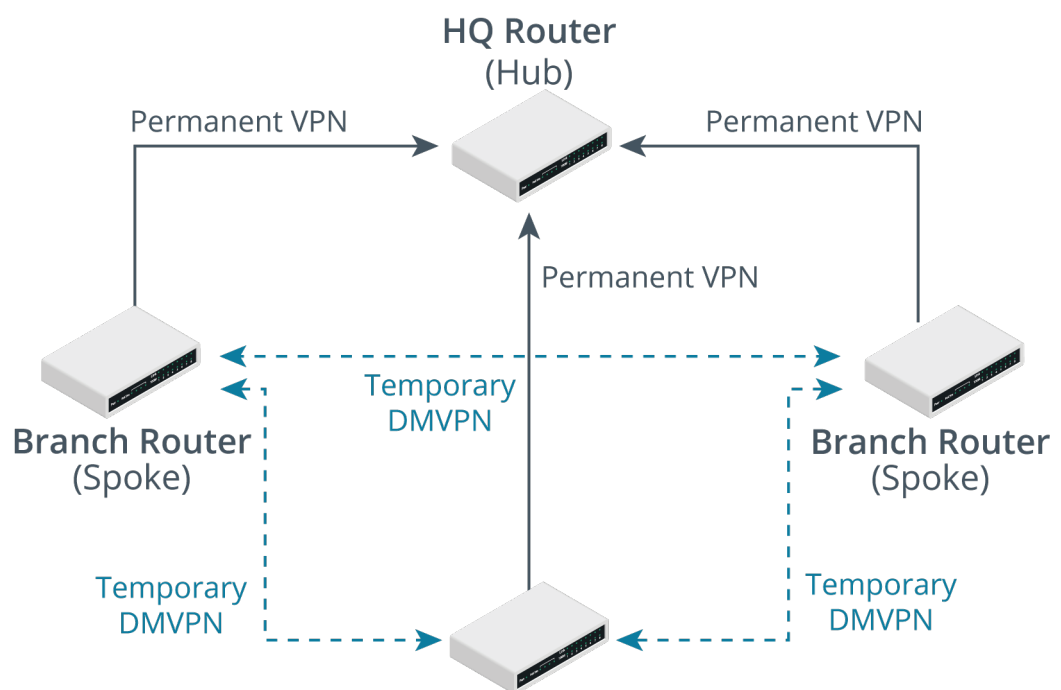 HQ Router
(Hub)
Permanent VPN
Permanent VPN
Permanent VPN
Temporary
DMVPN
Branch Router
(Spoke)
Branch Router
(Spoke)
Temporary
DMVPN
Temporary
DMVPN